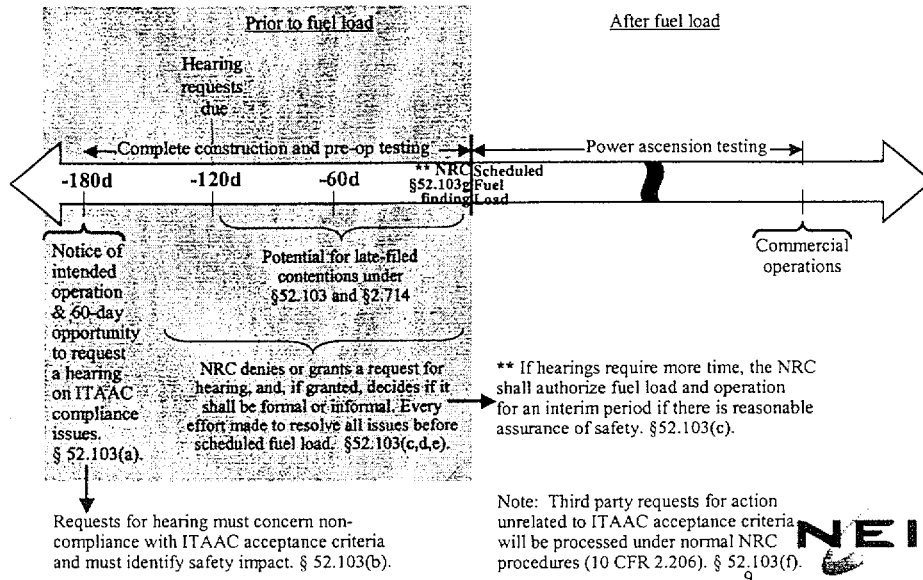 Prior to fuel load
After fuel load
Hearing
requests
due
Complete construction and pre-op testing
Power ascension testing
-180d
-120d
-60d
** NRC
§52.103g
finding
Scheduled
Fuel
Load
Notice of
intended
operation
& 60-day
opportunity
to request
a hearing
on ITAAC
compliance
issues.
§ 52.103(a).
Potential for late-filed
contentions under
§52.103 and §2.714
Commercial
operations
NRC denies or grants a request for
hearing, and, if granted, decides if it
shall be formal or informal. Every
effort made to resolve all issues before
scheduled fuel load. §52.103(c,d,e).
** If hearings require more time, the NRC
shall authorize fuel load and operation
for an interim period if there is reasonable
assurance of safety. §52.103(c).
Requests for hearing must concern non-
compliance with ITAAC acceptance criteria
and must identify safety impact. § 52.103(b).
Note: Third party requests for action
unrelated to ITAAC acceptance criteria
will be processed under normal NRC
procedures (10 CFR 2.206). § 52.103(f).
NEI
9